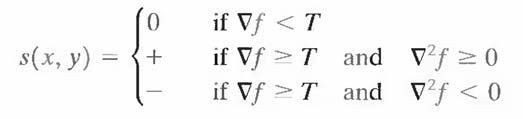 0 if ∇f < T
s(x, y) = { + if ∇f ≥ T and ∇²f ≥ 0
− if ∇f ≥ T and ∇²f < 0